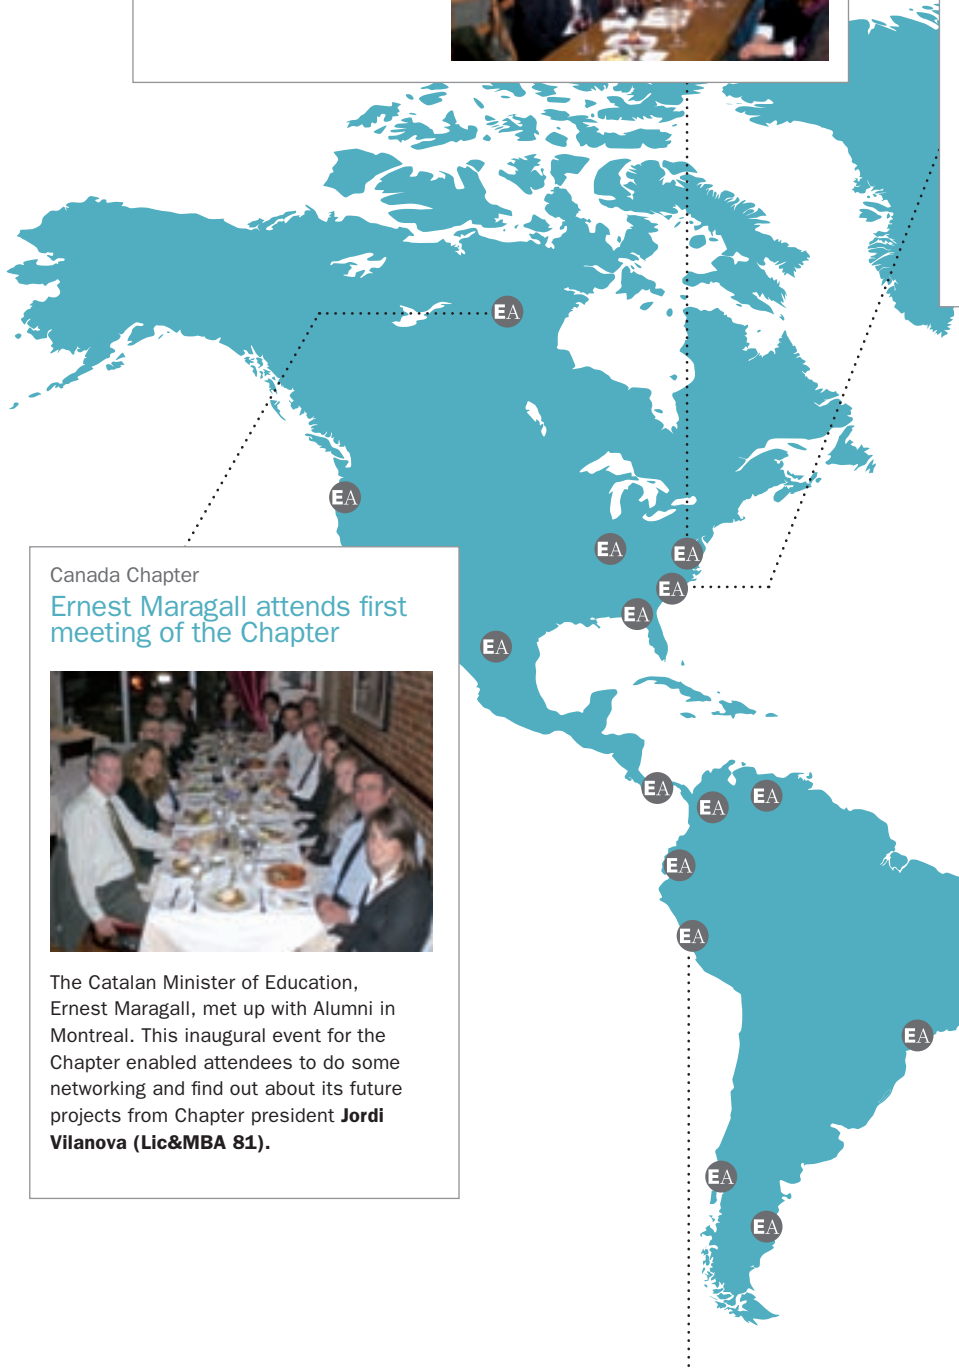 EA
EA
EA
EA
EA
EA
EA
Canada Chapter
Ernest Maragall attends first
meeting of the Chapter
EA
EA
EA
EA
EA
The Catalan Minister of Education,
Ernest Maragall, met up with Alumni in
Montreal. This inaugural event for the
Chapter enabled attendees to do some
networking and find out about its future
projects from Chapter president Jordi
Vilanova (Lic&MBA 81).
EA
EA
EA